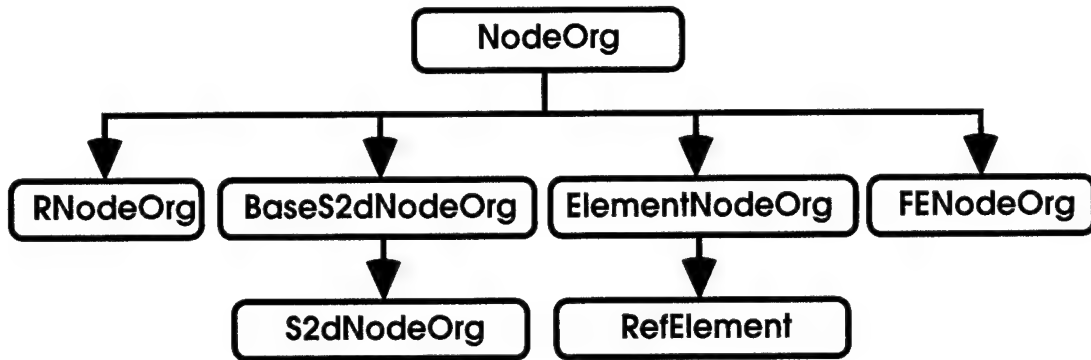 NodeOrg
RNodeOrg
BaseS2dNodeOrg
ElementNodeOrg
FENodeOrg
S2dNodeOrg
RefElement